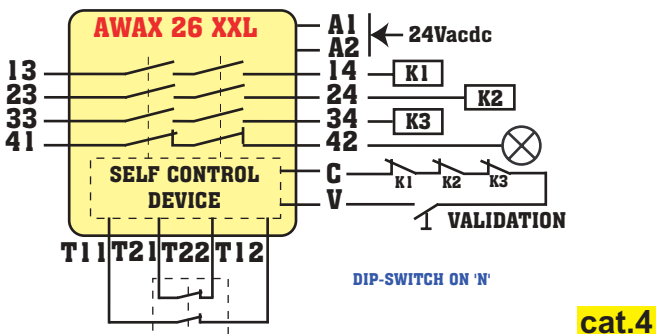 AWAX 26 XXL
A1
A2
24Vacdc
13
14
K1
23
24
K2
33
34
K3
41
42
SELF CONTROL
DEVICE
C
K1 K2 K3
V
VALIDATION
T11 T21 T22 T12
DIP-SWITCH ON 'N'
cat.4